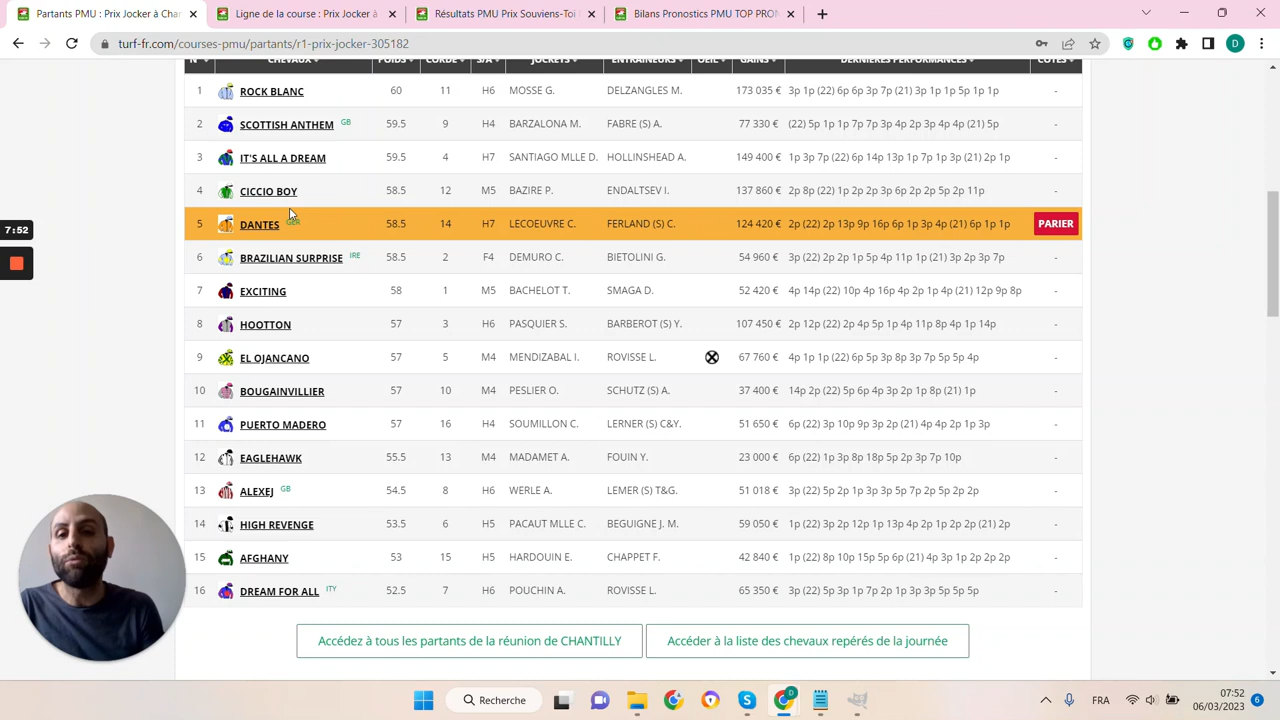 Partants PMU : Prix Jocker à Chan
Ligne de la course : Prix Jocker à
Résultats PMU Prix Souviens-Toi
Bilans Pronostics PMU TOP PRON
turf-fr.com/courses-pmu/partants/r1-prix-jocker-305182
D
N° CHEVAUX POIDS CORDE S/A JOCKEYS ENTRAINEURS OEIL GAINS DERNIÈRES PERFORMANCES COTES
1 ROCK BLANC 60 11 H6 MOSSE G. DELZANGLES M. 173 035 € 3p 1p (22) 6p 6p 3p 7p (21) 3p 1p 1p 5p 1p 1p -
2 SCOTTISH ANTHEM GB 59.5 9 H4 BARZALONA M. FABRE (S) A. 77 330 € (22) 5p 1p 1p 7p 7p 3p 4p 2p 3p 4p 4p (21) 5p -
3 IT'S ALL A DREAM 59.5 4 H7 SANTIAGO MLLE D. HOLLINSHEAD A. 149 400 € 1p 3p 7p (22) 6p 14p 13p 1p 7p 1p 3p (21) 2p 1p -
4 CICCIO BOY 58.5 12 M5 BAZIRE P. ENDALTSEV I. 137 860 € 2p 8p (22) 1p 2p 2p 3p 6p 2p 2p 5p 2p 11p -
5 DANTES GER 58.5 14 H7 LECOEUVRE C. FERLAND (S) C. 124 420 € 2p (22) 2p 13p 9p 16p 6p 1p 3p 4p (21) 6p 1p 1p PARIER
6 BRAZILIAN SURPRISE IRE 58.5 2 F4 DEMURO C. BIETOLINI G. 54 960 € 3p (22) 2p 2p 1p 5p 4p 11p 1p (21) 3p 2p 3p 7p -
7 EXCITING 58 1 M5 BACHELOT T. SMAGA D. 52 420 € 4p 14p (22) 10p 4p 16p 4p 2p 1p 4p (21) 12p 9p 8p -
8 HOOTTON 57 3 H6 PASQUIER S. BARBEROT (S) Y. 107 450 € 2p 12p (22) 2p 4p 5p 1p 4p 11p 8p 4p 1p 14p -
9 EL OJANCANO 57 5 M4 MENDIZABAL I. ROVISSE L. 67 760 € 4p 1p 1p (22) 6p 5p 3p 8p 3p 7p 5p 5p 4p -
10 BOUGAINVILLIER 57 10 M4 PESLIER O. SCHUTZ (S) A. 37 400 € 14p 2p (22) 5p 6p 4p 3p 2p 1p 8p (21) 1p -
11 PUERTO MADERO 57 16 H4 SOUMILLON C. LERNER (S) C&Y. 51 650 € 6p (22) 3p 10p 9p 3p 2p (21) 4p 4p 2p 1p 3p -
12 EAGLEHAWK 55.5 13 M4 MADAMET A. FOUIN Y. 23 000 € 6p (22) 1p 3p 8p 18p 5p 2p 3p 7p 10p -
13 ALEXEJ GB 54.5 8 H6 WERLE A. LEMER (S) T&G. 51 018 € 3p (22) 5p 2p 1p 3p 3p 5p 7p 2p 5p 2p 2p -
14 HIGH REVENGE 53.5 6 H5 PACAUT MLLE C. BEGUIGNE J. M. 59 050 € 1p (22) 3p 2p 12p 1p 13p 4p 2p 1p 2p 2p (21) 2p -
15 AFGHANY 53 15 H5 HARDOUIN E. CHAPPET F. 42 840 € 1p (22) 8p 10p 15p 5p 6p (21) 4p 3p 1p 2p 2p 2p -
16 DREAM FOR ALL ITY 52.5 7 H6 POUCHIN A. ROVISSE L. 65 350 € 3p (22) 5p 3p 1p 7p 2p 1p 3p 3p 5p 5p 5p -
7:52
Accédez à tous les partants de la réunion de CHANTILLY
Accéder à la liste des chevaux repérés de la journée
Recherche
D
FRA
07:52
06/03/2023
6